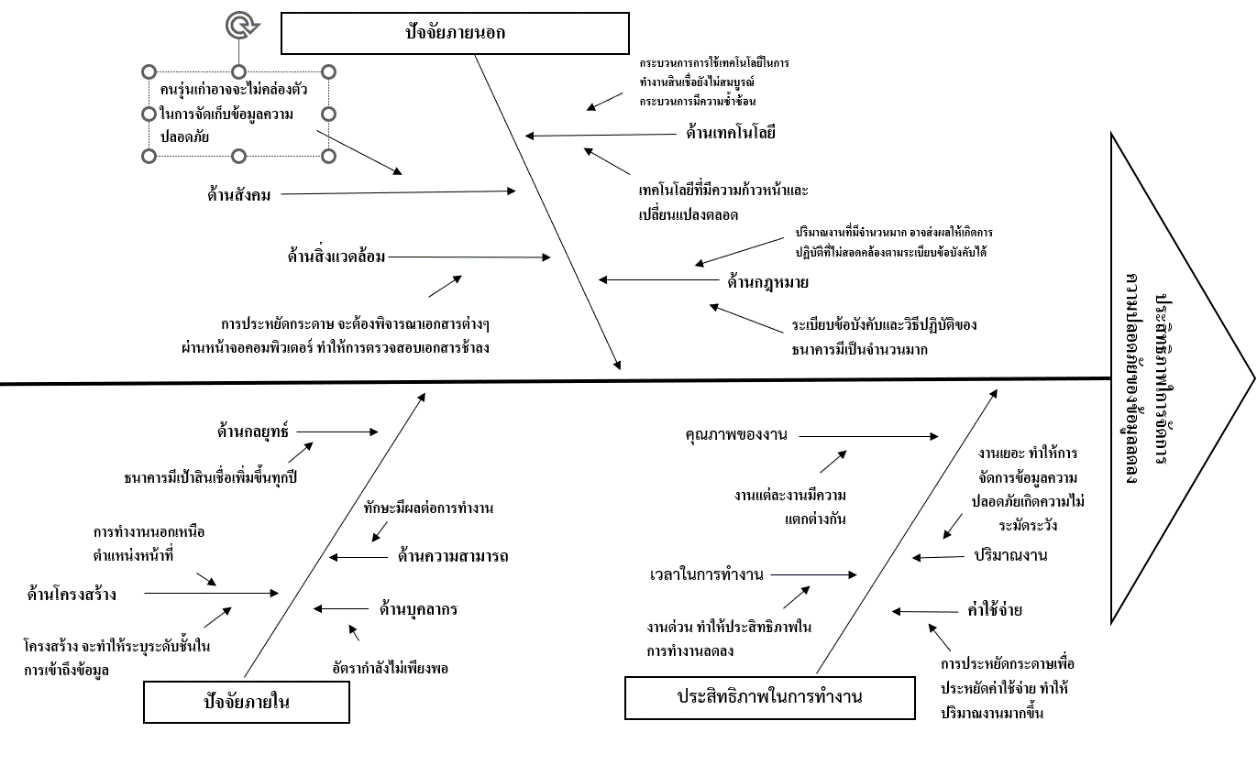 ปัจจัยภายนอก
คนรุ่นเก่าอาจจะไม่คล่องตัว
ในการจัดเก็บข้อมูลความ
ปลอดภัย
กระบวนการการใช้เทคโนโลยีในการ
ทำงานสินเชื่อยังไม่สมบูรณ์
กระบวนการมีความซ้ำซ้อน
ด้านเทคโนโลยี
ด้านสังคม
เทคโนโลยีที่มีความก้าวหน้าและ
เปลี่ยนแปลงตลอด
ด้านสิ่งแวดล้อม
ปริมาณงานที่มีจำนวนมาก อาจส่งผลให้เกิดการ
ปฏิบัติที่ไม่สอดคล้องตามระเบียบข้อบังคับได้
ด้านกฎหมาย
การประหยัดกระดาษ จะต้องพิจารณาเอกสารต่างๆ
ผ่านหน้าจอคอมพิวเตอร์ ทำให้การตรวจสอบเอกสารช้าลง
ระเบียบข้อบังคับและวิธีปฏิบัติของ
ธนาคารมีเป็นจำนวนมาก
ประสิทธิภาพในการจัดการ
ความปลอดภัยของข้อมูลลดลง
ด้านกลยุทธ์
ธนาคารมีเป้าสินเชื่อเพิ่มขึ้นทุกปี
ทักษะมีผลต่อการทำงาน
การทำงานนอกเหนือ
ตำแหน่งหน้าที่
ด้านความสามารถ
ด้านโครงสร้าง
ด้านบุคลากร
โครงสร้าง จะทำให้ระบุระดับชั้นใน
การเข้าถึงข้อมูล
อัตรากำลังไม่เพียงพอ
ปัจจัยภายใน
คุณภาพของงาน
งานแต่ละงานมีความ
แตกต่างกัน
งานเยอะ ทำให้การ
จัดการข้อมูลความ
ปลอดภัยเกิดความไม่
ระมัดระวัง
ปริมาณงาน
เวลาในการทำงาน
งานด่วน ทำให้ประสิทธิภาพใน
การทำงานลดลง
ค่าใช้จ่าย
การประหยัดกระดาษเพื่อ
ประหยัดค่าใช้จ่าย ทำให้
ปริมาณงานมากขึ้น
ประสิทธิภาพในการทำงาน